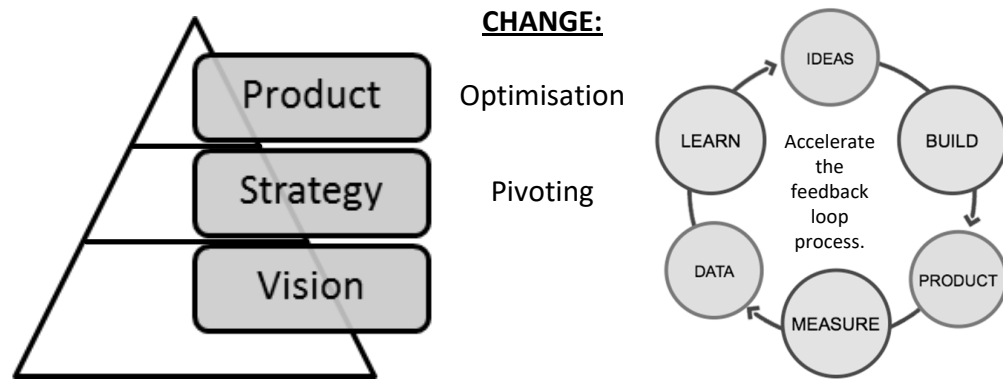 CHANGE:
Product
Optimisation
Strategy
Pivoting
Vision
IDEAS
BUILD
PRODUCT
MEASURE
DATA
LEARN
Accelerate
the
feedback
loop
process.